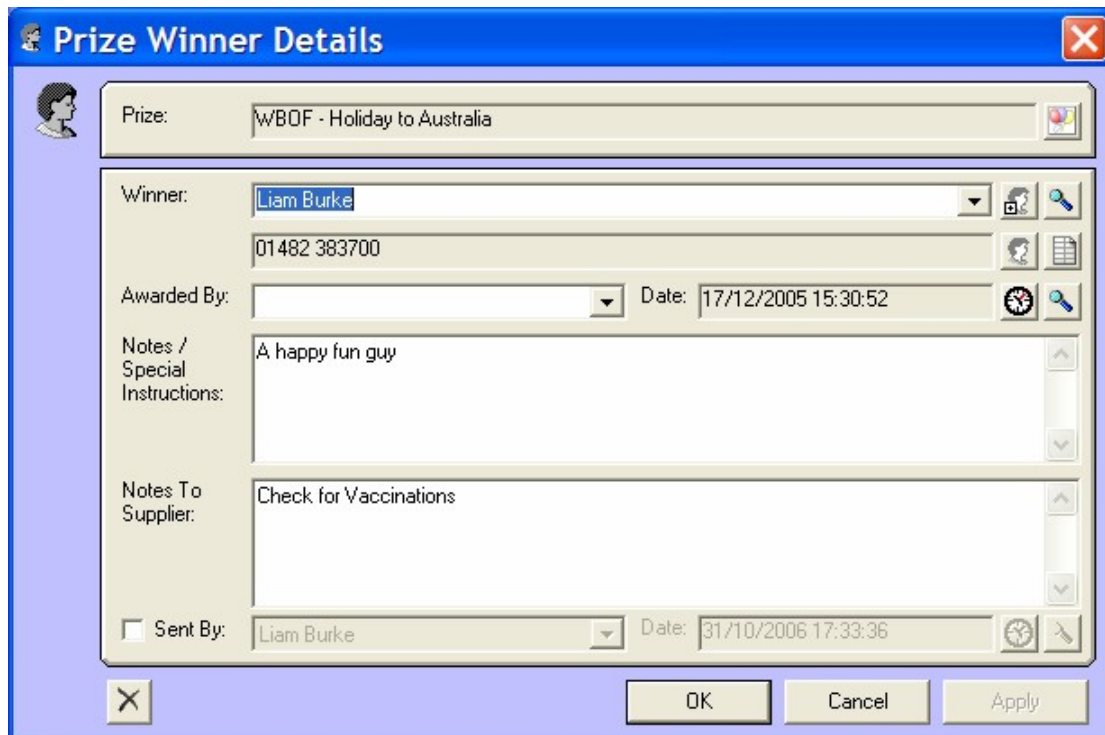 Prize Winner Details
Prize: WBOF - Holiday to Australia
Winner: Liam Burke
01482 383700
Awarded By: Date: 17/12/2005 15:30:52
Notes /
Special
Instructions:
A happy fun guy
Notes To
Supplier:
Check for Vaccinations
Sent By: Liam Burke Date: 31/10/2006 17:33:36
OK Cancel Apply